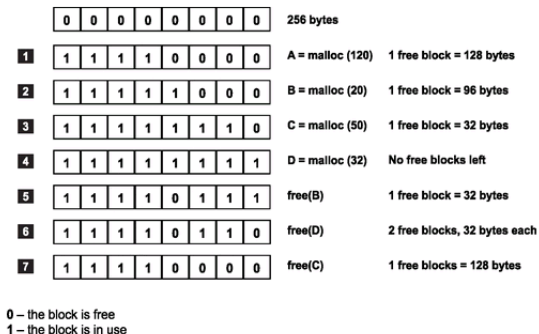 0 0 0 0 0 0 0 0 256 bytes
1 1 1 1 1 0 0 0 0 A = malloc (120) 1 free block = 128 bytes
2 1 1 1 1 1 0 0 0 B = malloc (20) 1 free block = 96 bytes
3 1 1 1 1 1 1 1 0 C = malloc (50) 1 free block = 32 bytes
4 1 1 1 1 1 1 1 1 D = malloc (32) No free blocks left
5 1 1 1 1 0 1 1 1 free(B) 1 free block = 32 bytes
6 1 1 1 1 0 1 1 0 free(D) 2 free blocks, 32 bytes each
7 1 1 1 1 0 0 0 0 free(C) 1 free blocks = 128 bytes
0 – the block is free
1 – the block is in use